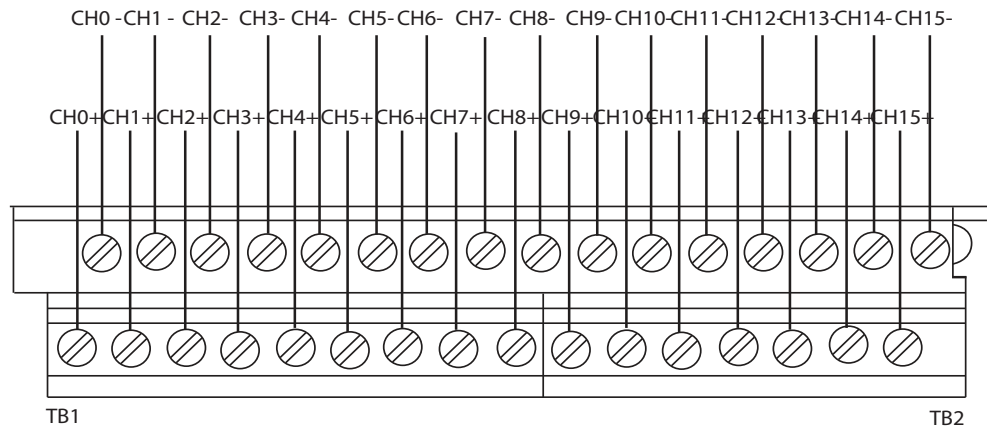 CH0 - CH1 - CH2- CH3- CH4- CH5- CH6- CH7- CH8- CH9- CH10- CH11- CH12- CH13- CH14- CH15-
CH0+ CH1+ CH2+ CH3+ CH4+ CH5+ CH6+ CH7+ CH8+ CH9+ CH10+ CH11+ CH12+ CH13+ CH14+ CH15+
TB1 TB2